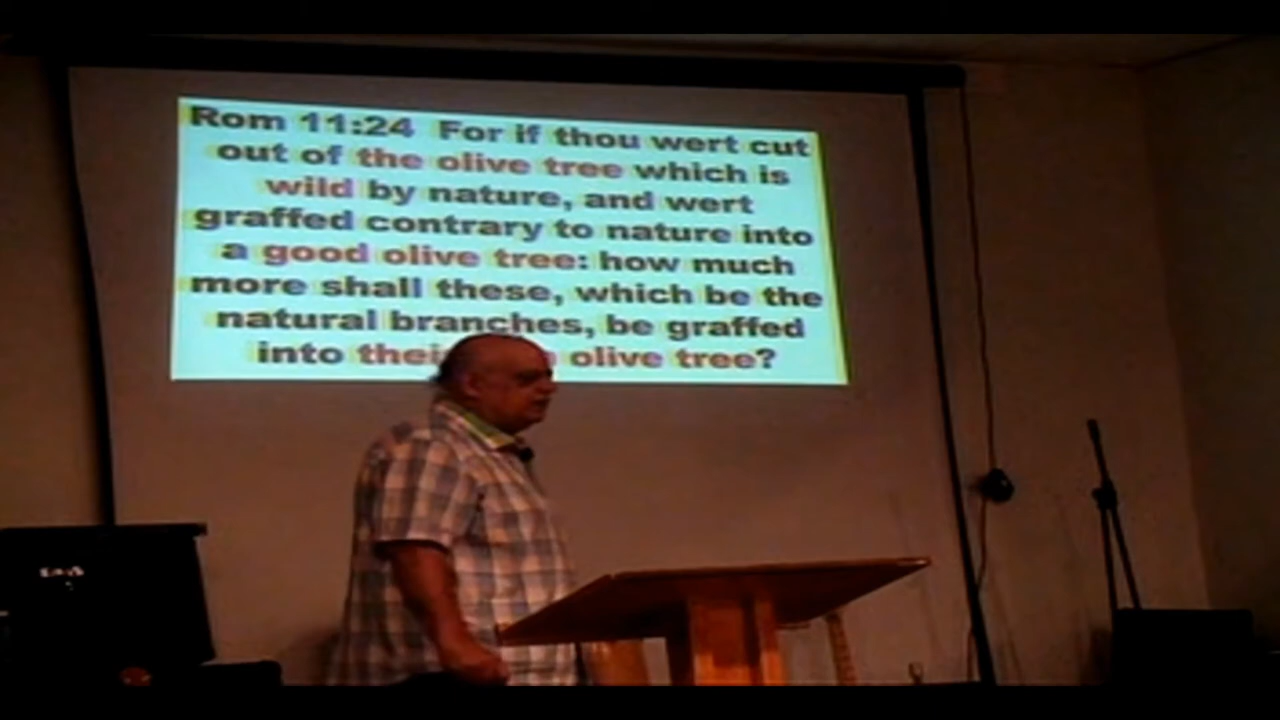 Rom 11:24 For if thou wert cut
out of the olive tree which is
wild by nature, and wert
graffed contrary to nature into
a good olive tree: how much
more shall these, which be the
natural branches, be graffed
into olive tree?